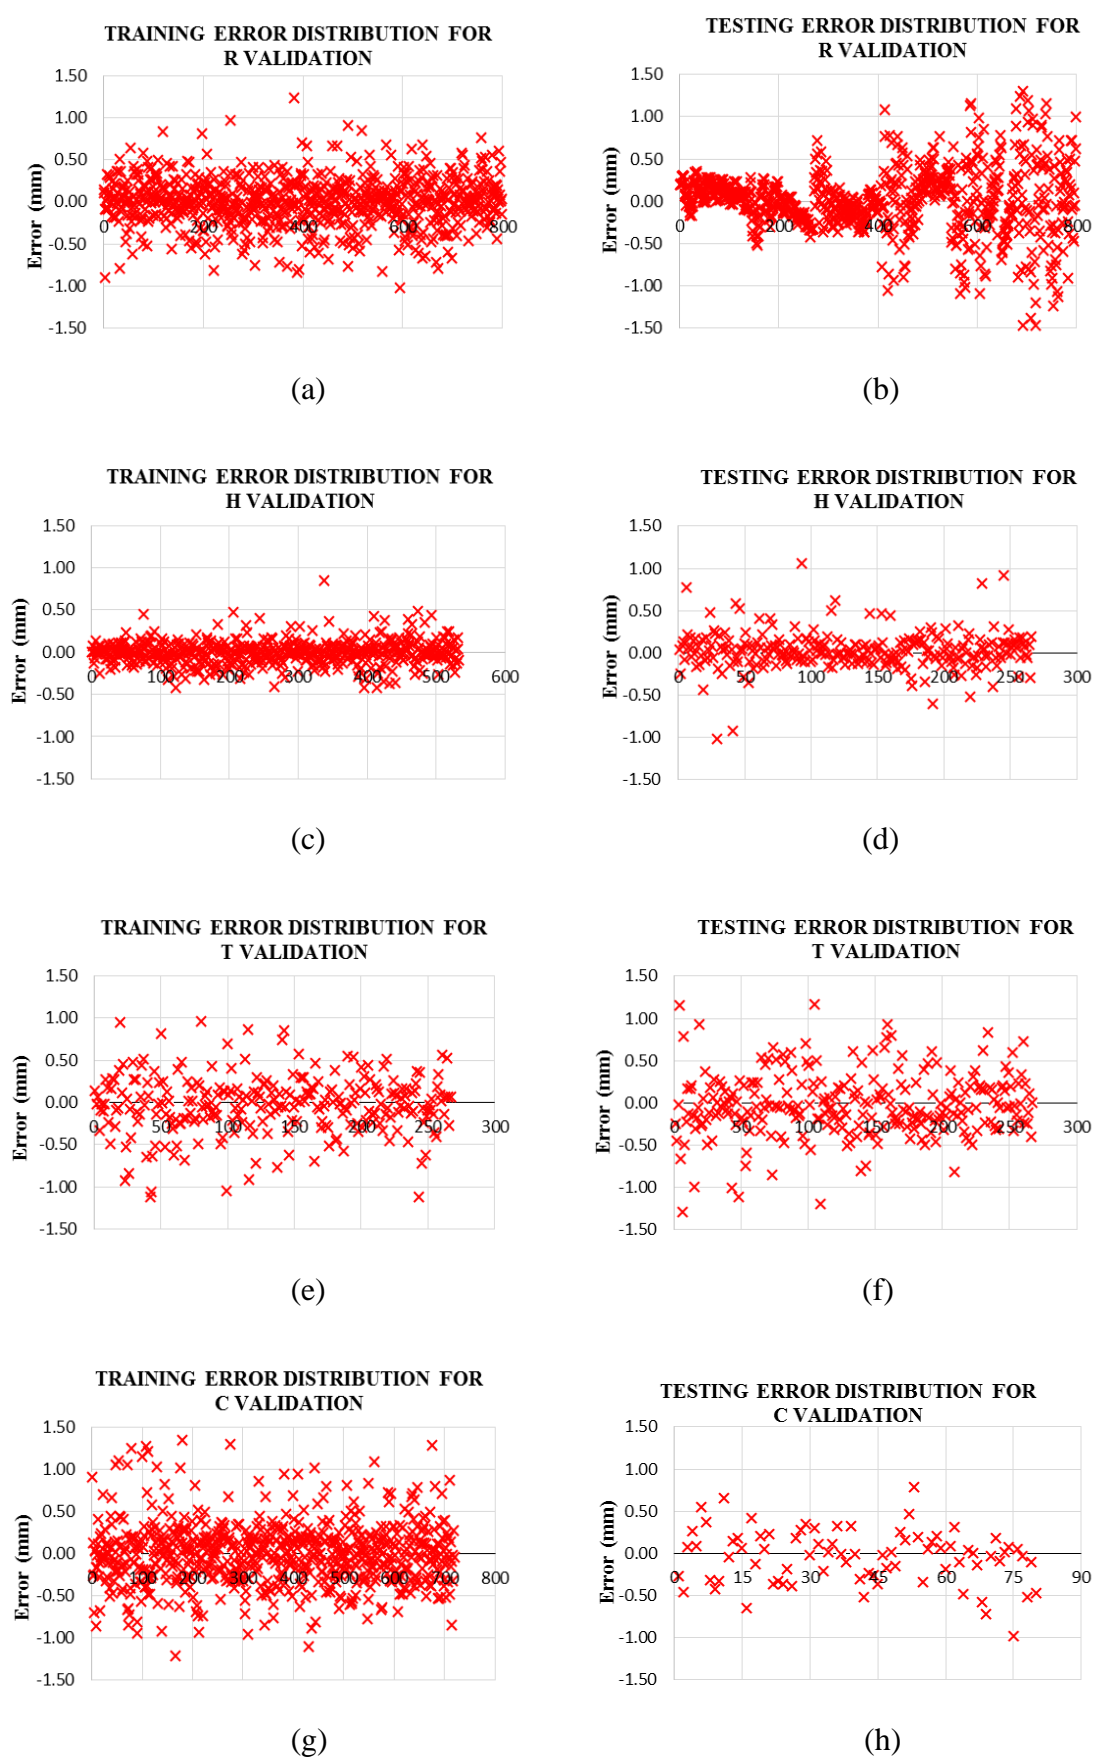 TRAINING ERROR DISTRIBUTION FOR
R VALIDATION
1.50
1.00
0.50
0.00
-0.50
-1.00
-1.50
0 200 400 600 800
Error (mm)
(a)
TESTING ERROR DISTRIBUTION FOR
R VALIDATION
1.50
1.00
0.50
0.00
-0.50
-1.00
-1.50
0 200 400 600 800
Error (mm)
(b)
TRAINING ERROR DISTRIBUTION FOR
H VALIDATION
1.50
1.00
0.50
0.00
-0.50
-1.00
-1.50
0 100 200 300 400 500 600
Error (mm)
(c)
TESTING ERROR DISTRIBUTION FOR
H VALIDATION
1.50
1.00
0.50
0.00
-0.50
-1.00
-1.50
0 50 100 150 200 250 300
Error (mm)
(d)
TRAINING ERROR DISTRIBUTION FOR
T VALIDATION
1.50
1.00
0.50
0.00
-0.50
-1.00
-1.50
0 50 100 150 200 250 300
Error (mm)
(e)
TESTING ERROR DISTRIBUTION FOR
T VALIDATION
1.50
1.00
0.50
0.00
-0.50
-1.00
-1.50
0 50 100 150 200 250 300
Error (mm)
(f)
TRAINING ERROR DISTRIBUTION FOR
C VALIDATION
1.50
1.00
0.50
0.00
-0.50
-1.00
-1.50
0 100 200 300 400 500 600 700 800
Error (mm)
(g)
TESTING ERROR DISTRIBUTION FOR
C VALIDATION
1.50
1.00
0.50
0.00
-0.50
-1.00
-1.50
0 15 30 45 60 75 90
Error (mm)
(h)